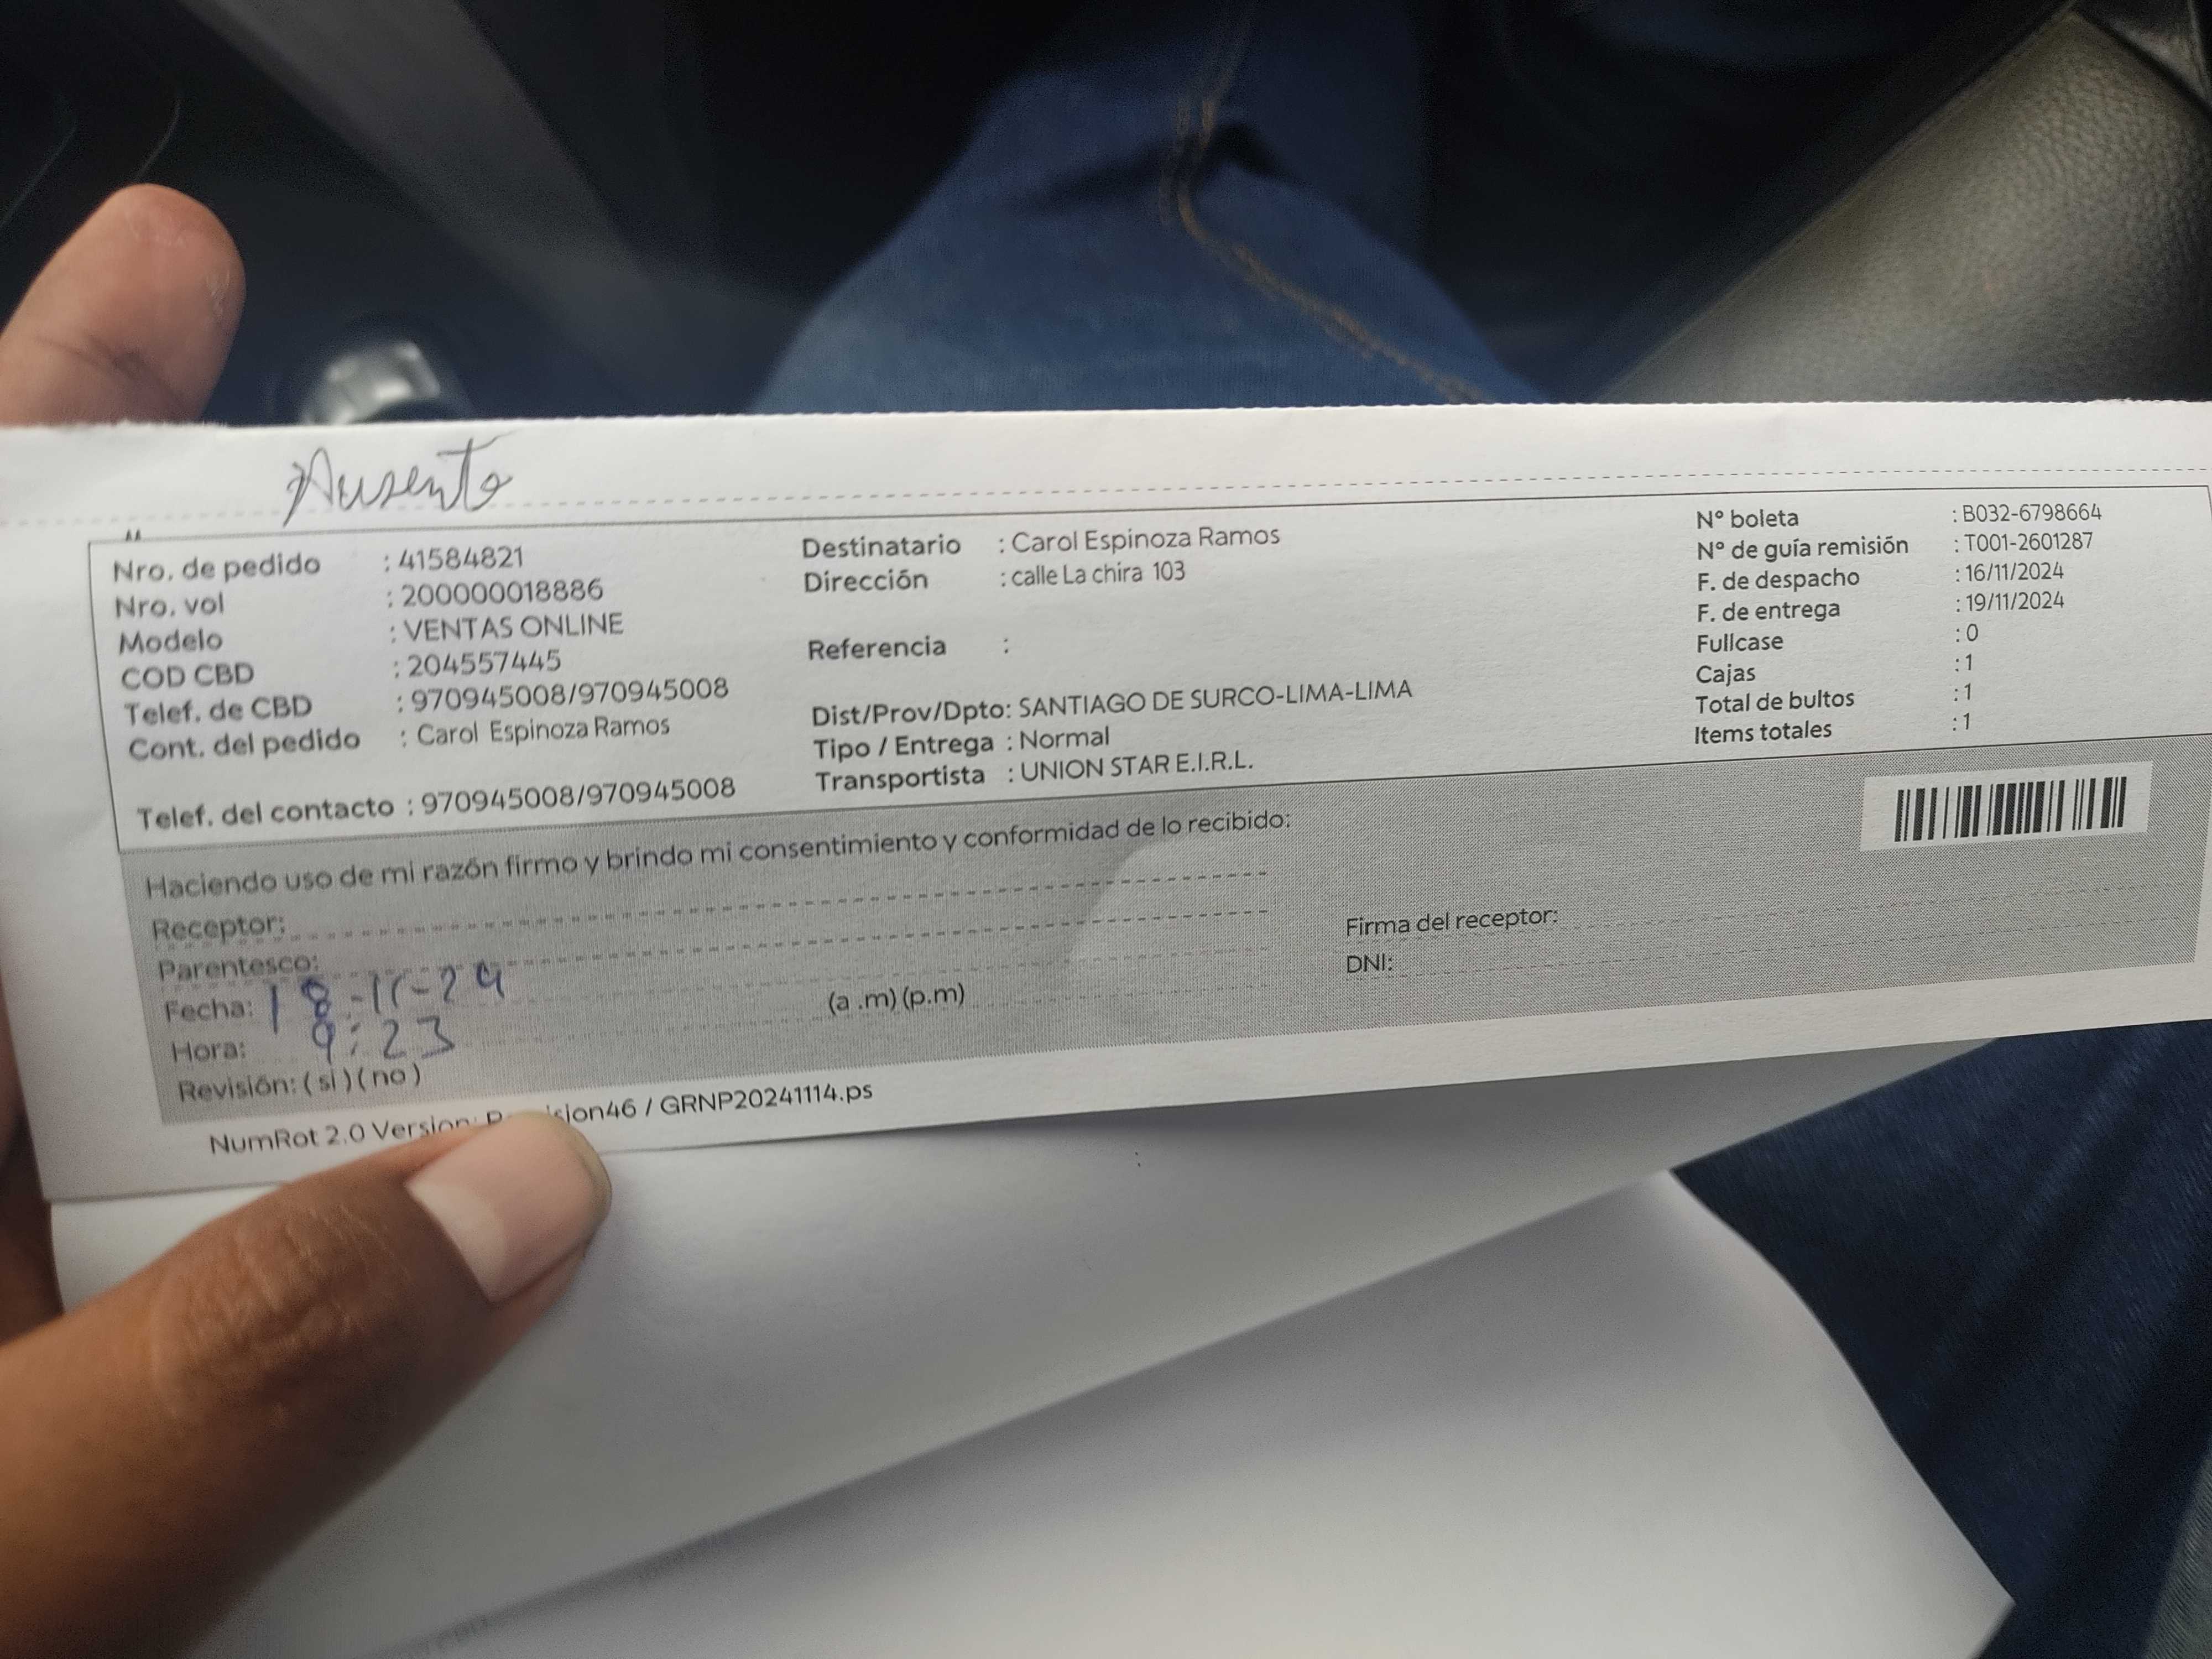 Ausente
Nro. de pedido : 41584821
Nro. vol : 200000018886
Modelo : VENTAS ONLINE
COD CBD : 204557445
Telef. de CBD : 970945008/970945008
Cont. del pedido : Carol Espinoza Ramos
Telef. del contacto : 970945008/970945008
Destinatario : Carol Espinoza Ramos
Dirección : calle La chira 103
Referencia :
Dist/Prov/Dpto: SANTIAGO DE SURCO-LIMA-LIMA
Tipo / Entrega : Normal
Transportista : UNION STAR E.I.R.L.
N° boleta : B032-6798664
N° de guía remisión : T001-2601287
F. de despacho : 16/11/2024
F. de entrega : 19/11/2024
Fullcase : 0
Cajas : 1
Total de bultos : 1
Items totales : 1
Haciendo uso de mi razón firmo y brindo mi consentimiento y conformidad de lo recibido:
Receptor:
Parentesco:
Fecha: 18-11-24
Hora: 9:23 (a .m) (p.m)
Revisión: ( si ) ( no )
Firma del receptor:
DNI:
NumRot 2.0 Version: / GRNP20241114.ps